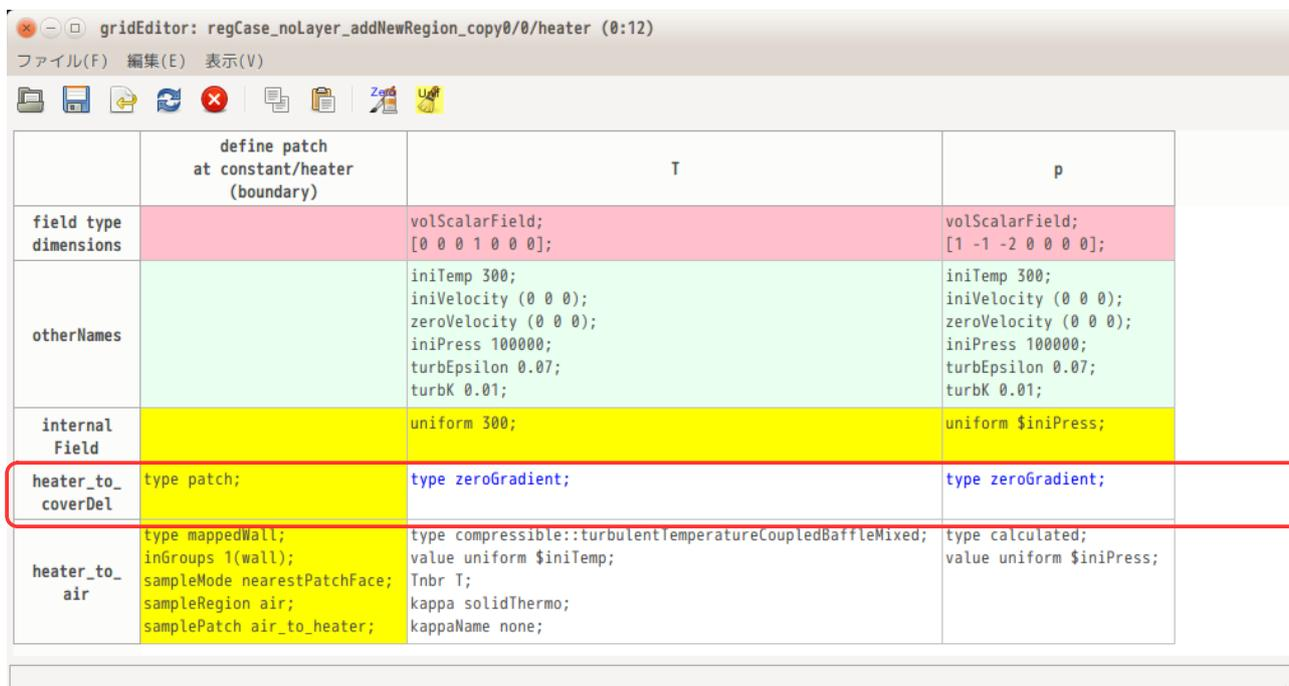 gridEditor: regCase_noLayer_addNewRegion_copy0/0/heater (0:12)
ファイル(F) 編集(E) 表示(V)
Zero
Unif
define patch
at constant/heater
(boundary)
T
p
field type
dimensions
volScalarField;
[0 0 0 1 0 0 0];
volScalarField;
[1 -1 -2 0 0 0 0];
otherNames
iniTemp 300;
iniVelocity (0 0 0);
zeroVelocity (0 0 0);
iniPress 100000;
turbEpsilon 0.07;
turbK 0.01;
iniTemp 300;
iniVelocity (0 0 0);
zeroVelocity (0 0 0);
iniPress 100000;
turbEpsilon 0.07;
turbK 0.01;
internal
Field
uniform 300;
uniform $iniPress;
heater_to_
coverDel
type patch;
type zeroGradient;
type zeroGradient;
heater_to_
air
type mappedWall;
inGroups 1(wall);
sampleMode nearestPatchFace;
sampleRegion air;
samplePatch air_to_heater;
type compressible::turbulentTemperatureCoupledBaffleMixed;
value uniform $iniTemp;
Tnbr T;
kappa solidThermo;
kappaName none;
type calculated;
value uniform $iniPress;